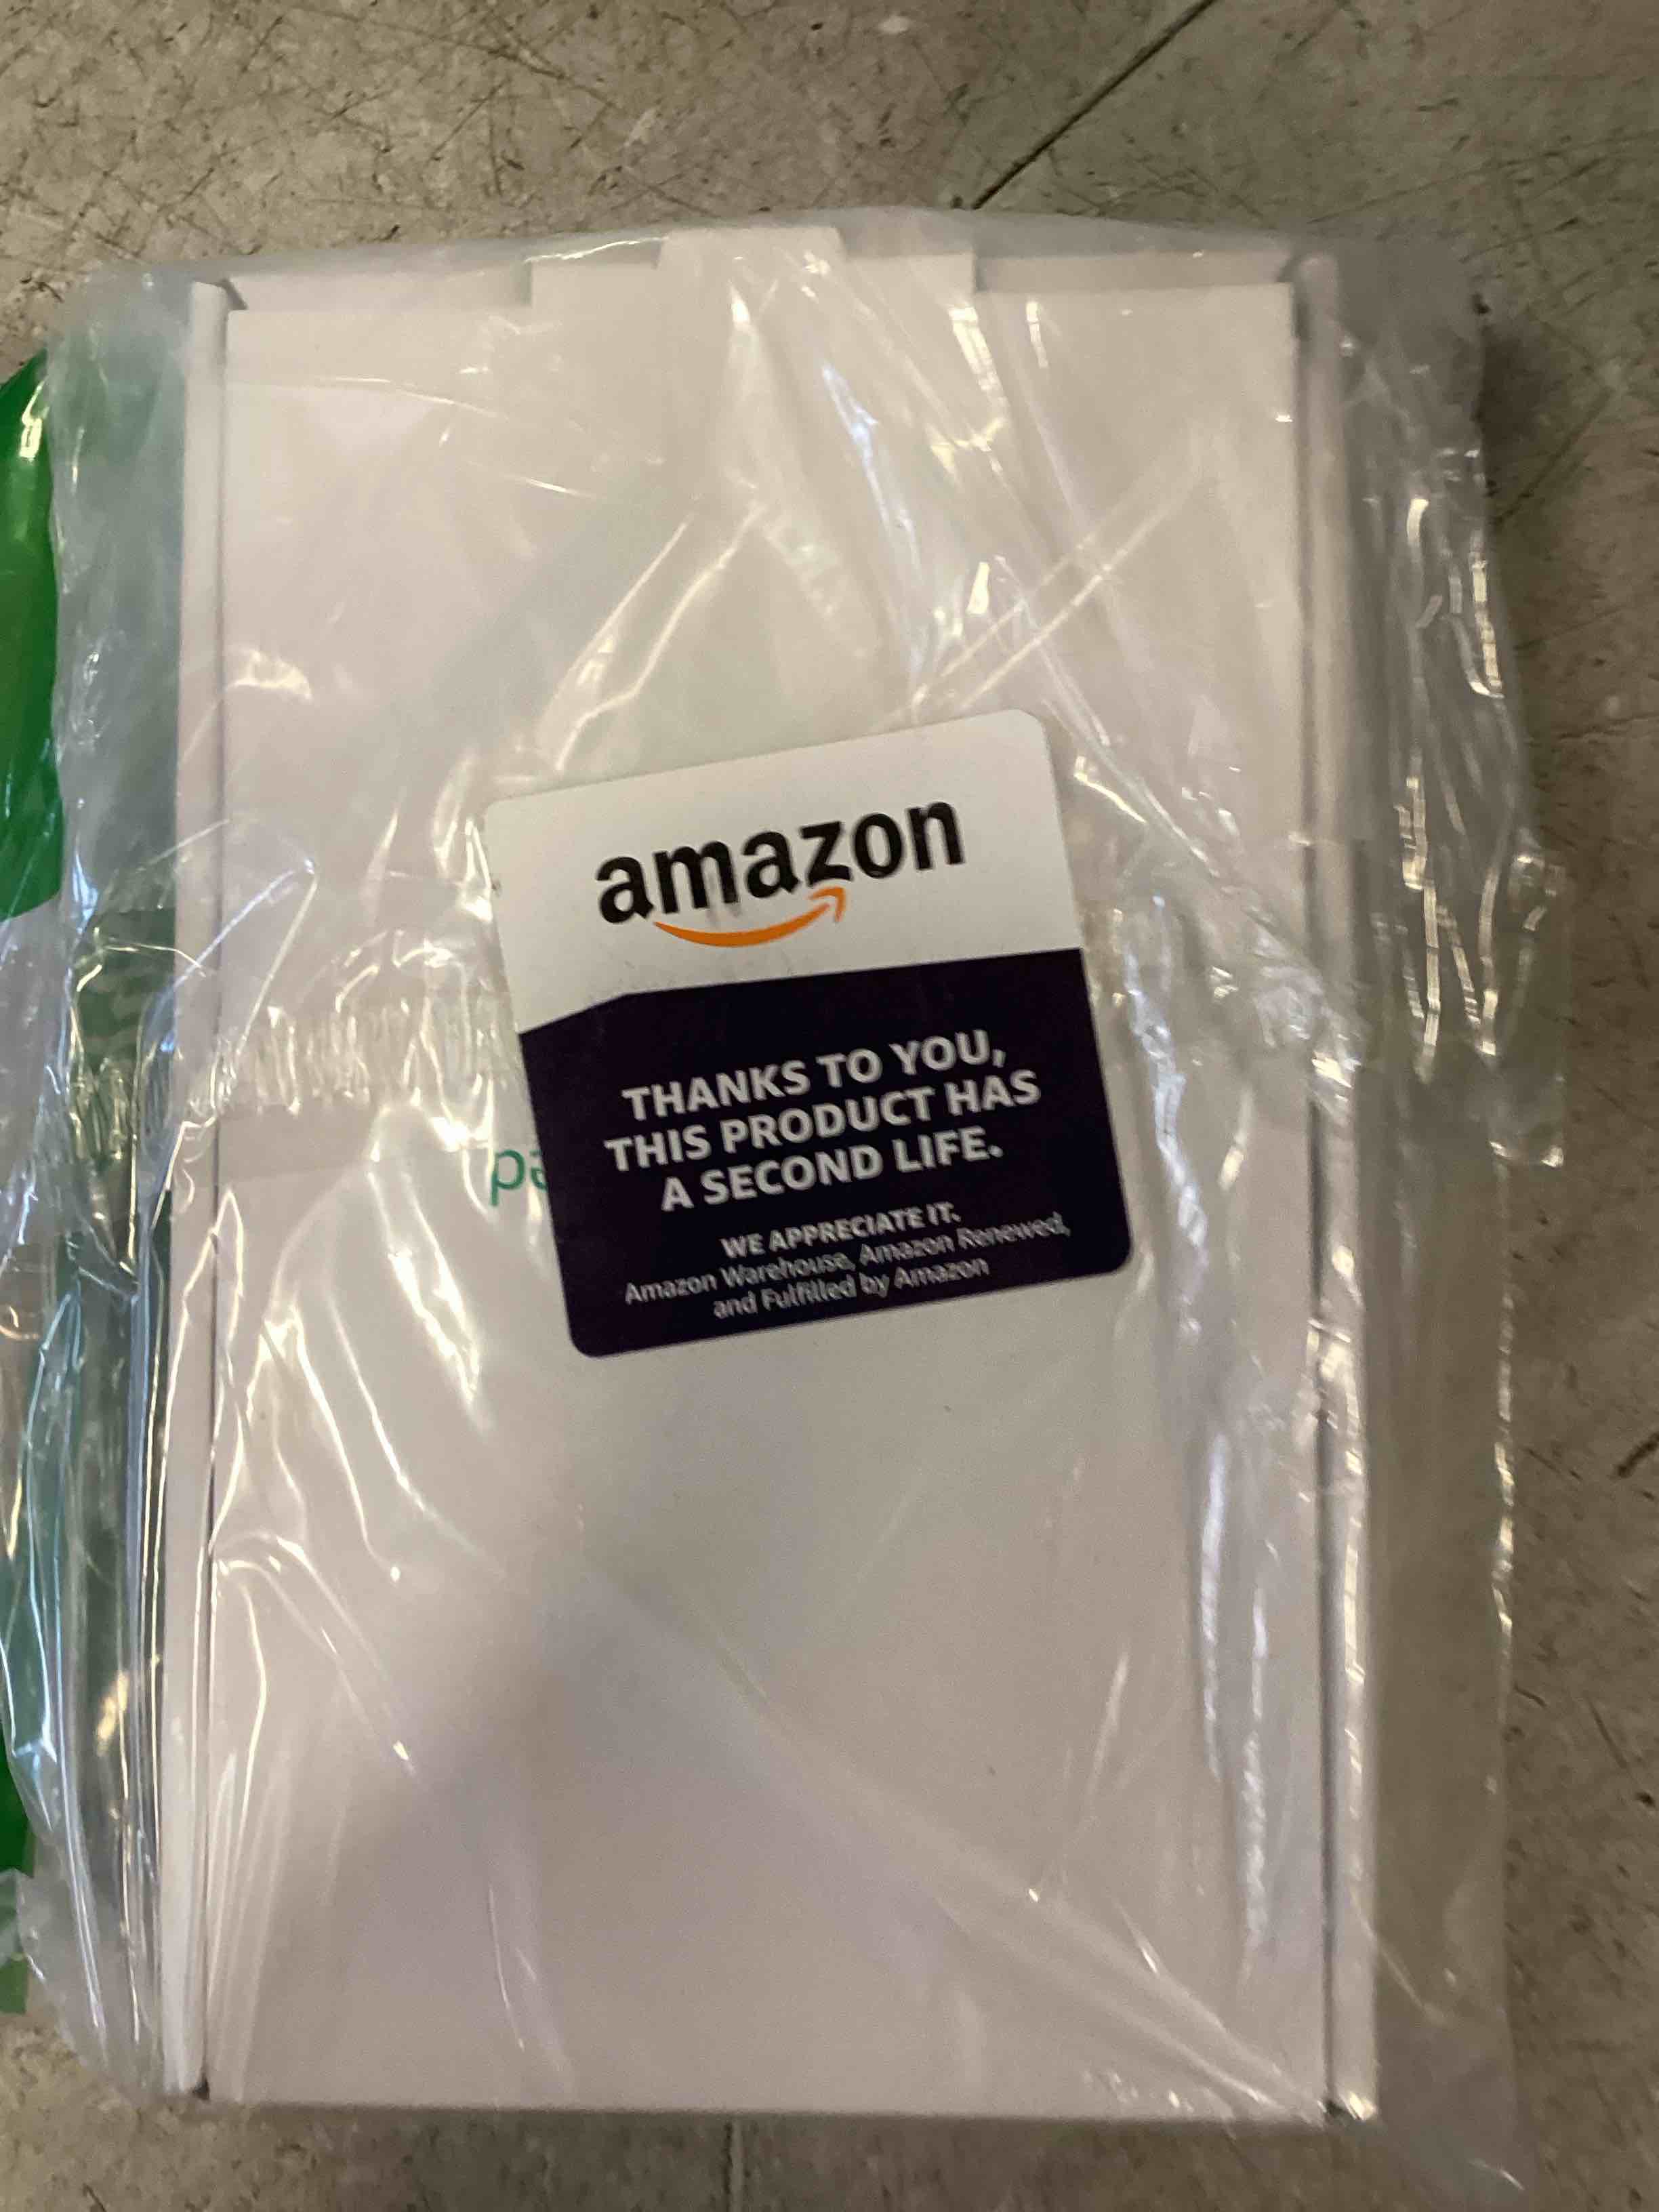 amazon
THANKS TO YOU,
THIS PRODUCT HAS
A SECOND LIFE.
WE APPRECIATE IT.
Amazon Warehouse, Amazon Renewed,
and Fulfilled by Amazon